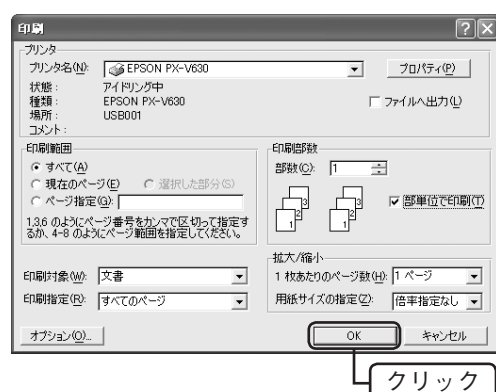 印刷
プリンタ
プリンタ名(N): EPSON PX-V630 プロパティ(P)
状態: アイドリング中
種類: EPSON PX-V630 ファイルへ出力(L)
場所: USB001
コメント:
印刷範囲
すべて(A)
現在のページ(E) 選択した部分(S)
ページ指定(G):
1,3,6 のようにページ番号をカンマで区切って指定するか、4-8 のようにページ範囲を指定してください。
印刷部数
部数(C): 1
部単位で印刷(T)
3 3
2 2
1 1
印刷対象(W): 文書
印刷指定(R): すべてのページ
拡大/縮小
1 枚あたりのページ数(H): 1 ページ
用紙サイズの指定(Z): 倍率指定なし
オプション(O)... OK キャンセル
クリック